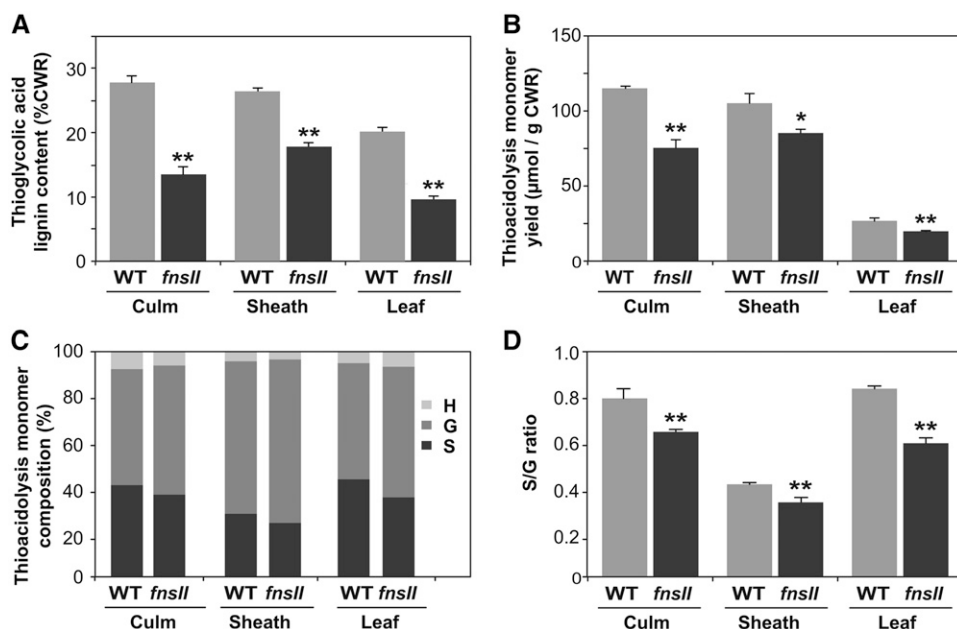 A
Thioglycolic acid
lignin content (%CWR)
30
20
10
0
**
**
**
WT fnsII WT fnsII WT fnsII
Culm Sheath Leaf
B
Thioacidolysis monomer
yield (μmol / g CWR)
150
100
50
0
**
*
**
WT fnsII WT fnsII WT fnsII
Culm Sheath Leaf
C
Thioacidolysis monomer
composition (%)
100
80
60
40
20
0
H
G
S
WT fnsII WT fnsII WT fnsII
Culm Sheath Leaf
D
S/G ratio
1.0
0.8
0.6
0.4
0.2
0
**
**
**
WT fnsII WT fnsII WT fnsII
Culm Sheath Leaf